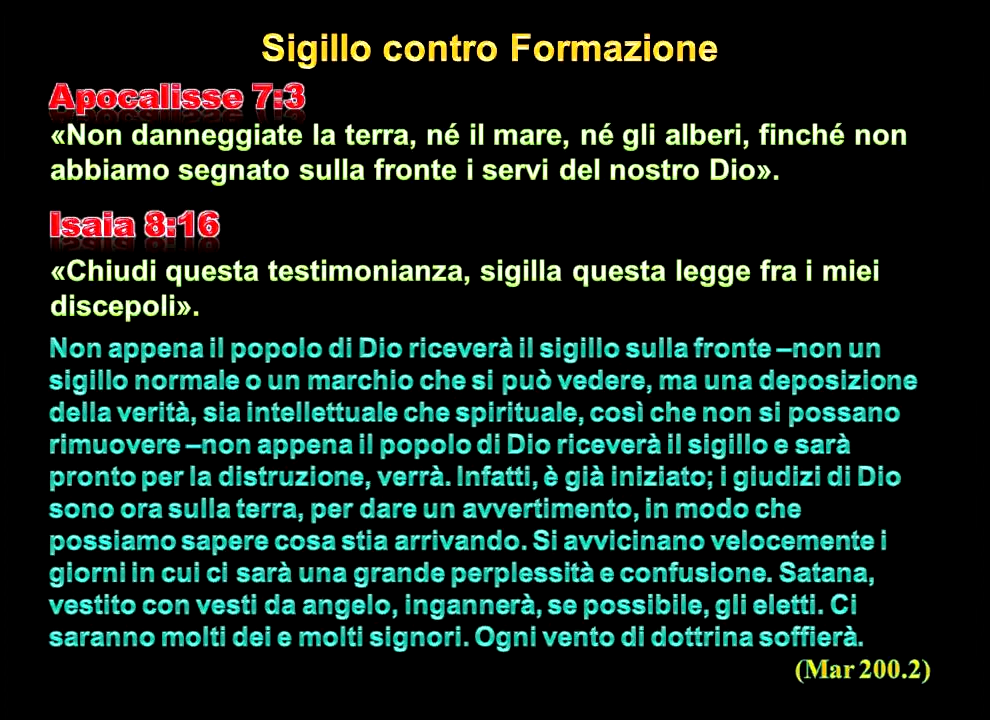 Sigillo contro Formazione
Apocalisse 7:3
«Non danneggiate la terra, né il mare, né gli alberi, finché non
abbiamo segnato sulla fronte i servi del nostro Dio».
Isaia 8:16
«Chiudi questa testimonianza, sigilla questa legge fra i miei
discepoli».
Non appena il popolo di Dio riceverà il sigillo sulla fronte –non un
sigillo normale o un marchio che si può vedere, ma una deposizione
della verità, sia intellettuale che spirituale, così che non si possano
rimuovere –non appena il popolo di Dio riceverà il sigillo e sarà
pronto per la distruzione, verrà. Infatti, è già iniziato; i giudizi di Dio
sono ora sulla terra, per dare un avvertimento, in modo che
possiamo sapere cosa stia arrivando. Si avvicinano velocemente i
giorni in cui ci sarà una grande perplessità e confusione. Satana,
vestito con vesti da angelo, ingannerà, se possibile, gli eletti. Ci
saranno molti dei e molti signori. Ogni vento di dottrina soffierà.
(Mar 200.2)